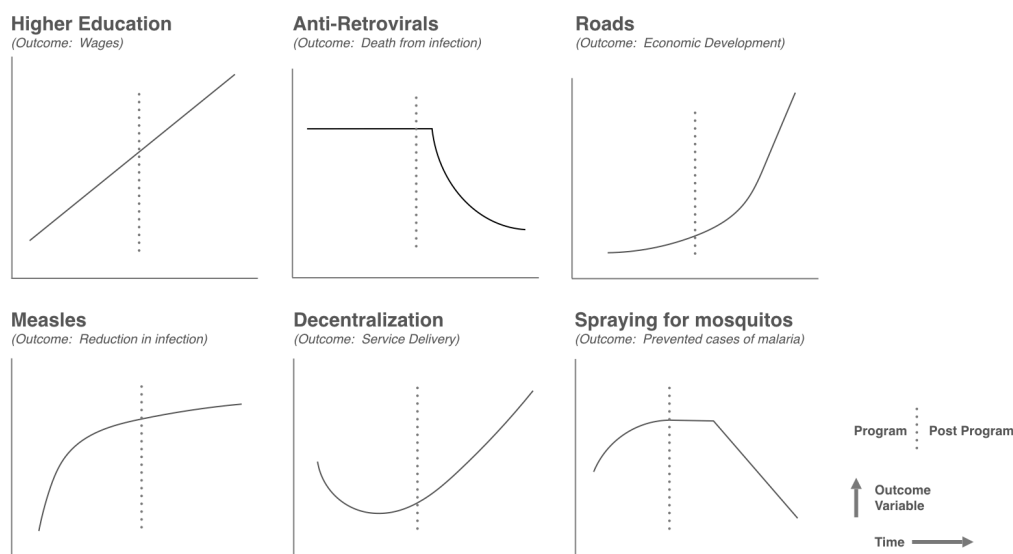 Higher Education
(Outcome:  Wages)
Anti-Retrovirals
(Outcome:  Death from infection)
Roads
(Outcome:  Economic Development)
Measles
(Outcome:  Reduction in infection)
Decentralization
(Outcome:  Service Delivery)
Spraying for mosquitos
(Outcome:  Prevented cases of malaria)
Program
Post Program
Outcome
Variable
Time